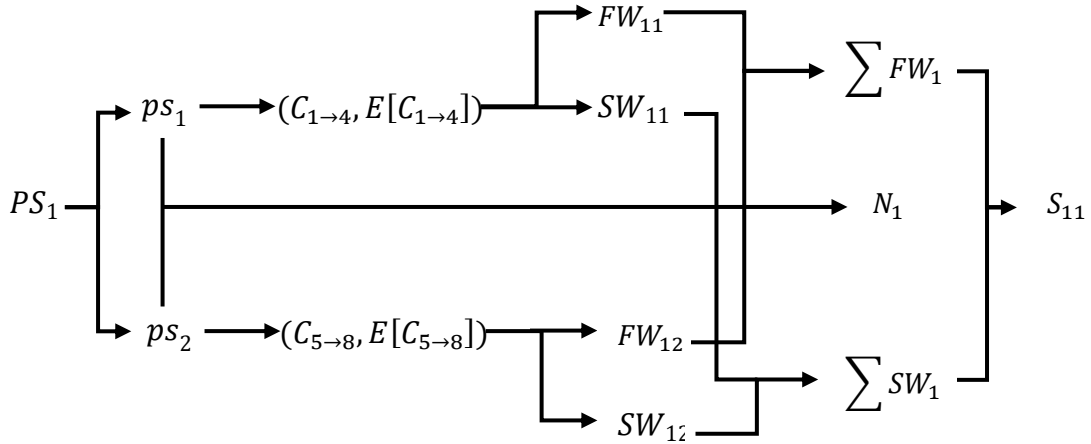 FW₁₁
∑ FW₁
ps₁ (C₁→₄, E[C₁→₄]) SW₁₁
PS₁ N₁ S₁₁
ps₂ (C₅→₈, E[C₅→₈]) FW₁₂
∑ SW₁
SW₁₂